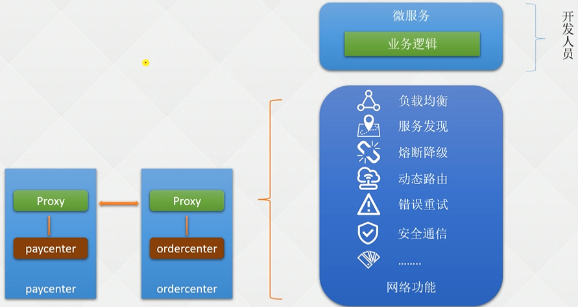 微服务
业务逻辑
开发人员
负载均衡
服务发现
熔断降级
动态路由
错误重试
安全通信
........
网络功能
Proxy
paycenter
paycenter
Proxy
ordercenter
ordercenter